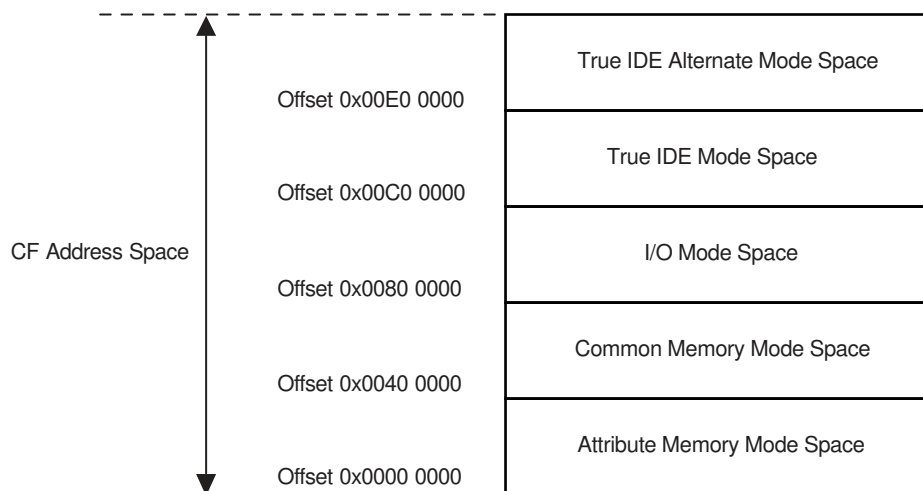 True IDE Alternate Mode Space
Offset 0x00E0 0000
True IDE Mode Space
Offset 0x00C0 0000
CF Address Space
I/O Mode Space
Offset 0x0080 0000
Common Memory Mode Space
Offset 0x0040 0000
Attribute Memory Mode Space
Offset 0x0000 0000